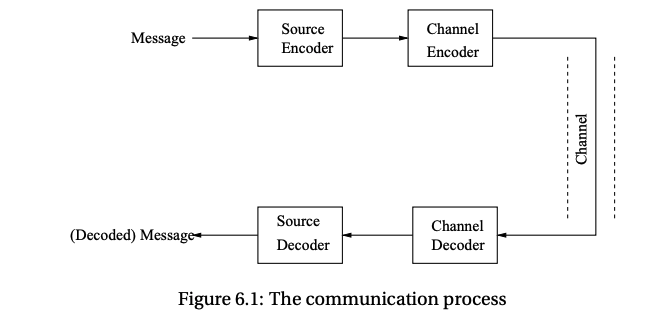 Message
Source
Encoder
Channel
Encoder
Channel
(Decoded) Message
Source
Decoder
Channel
Decoder
Figure 6.1: The communication process